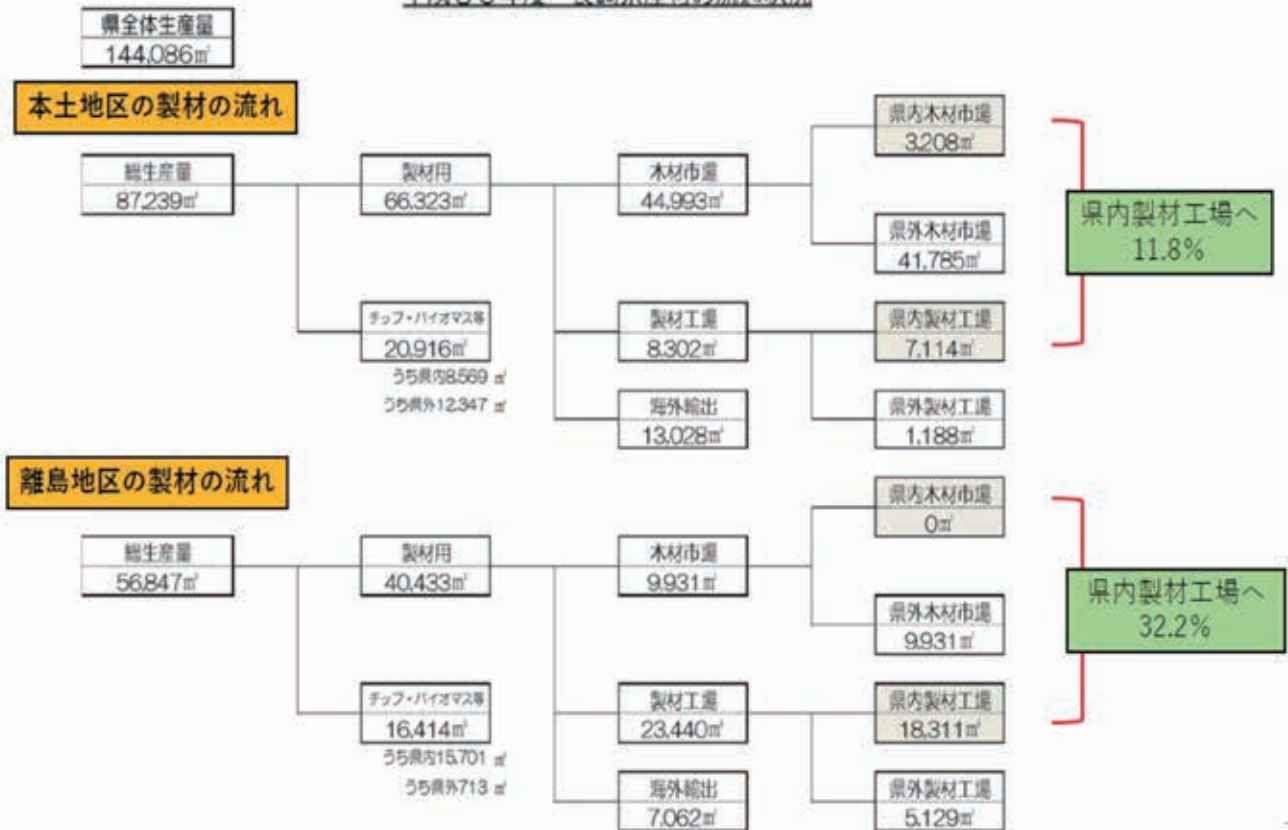 県全体生産量
144,086㎥
本土地区の製材の流れ
総生産量
87,239㎥
製材用
66,323㎥
木材市場
44,993㎥
県内木材市場
3,208㎥
県外木材市場
41,785㎥
県内製材工場へ
11.8%
チップ・バイオマス等
20,916㎥
うち県内8,569 ㎥
うち県外12,347 ㎥
製材工場
8,302㎥
県内製材工場
7,114㎥
海外輸出
13,028㎥
県外製材工場
1,188㎥
離島地区の製材の流れ
総生産量
56,847㎥
製材用
40,433㎥
木材市場
9,931㎥
県内木材市場
0㎥
県外木材市場
9,931㎥
県内製材工場へ
32.2%
チップ・バイオマス等
16,414㎥
うち県内15,701 ㎥
うち県外713 ㎥
製材工場
23,440㎥
県内製材工場
18,311㎥
海外輸出
7,062㎥
県外製材工場
5,129㎥